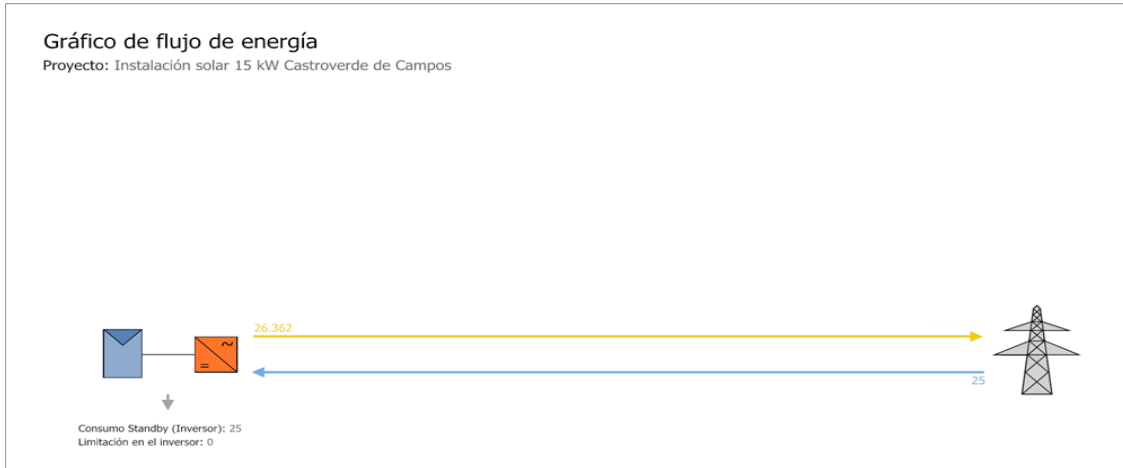 Gráfico de flujo de energía
Proyecto: Instalación solar 15 kW Castroverde de Campos
26.362
25
Consumo Standby (Inversor): 25
Limitación en el inversor: 0